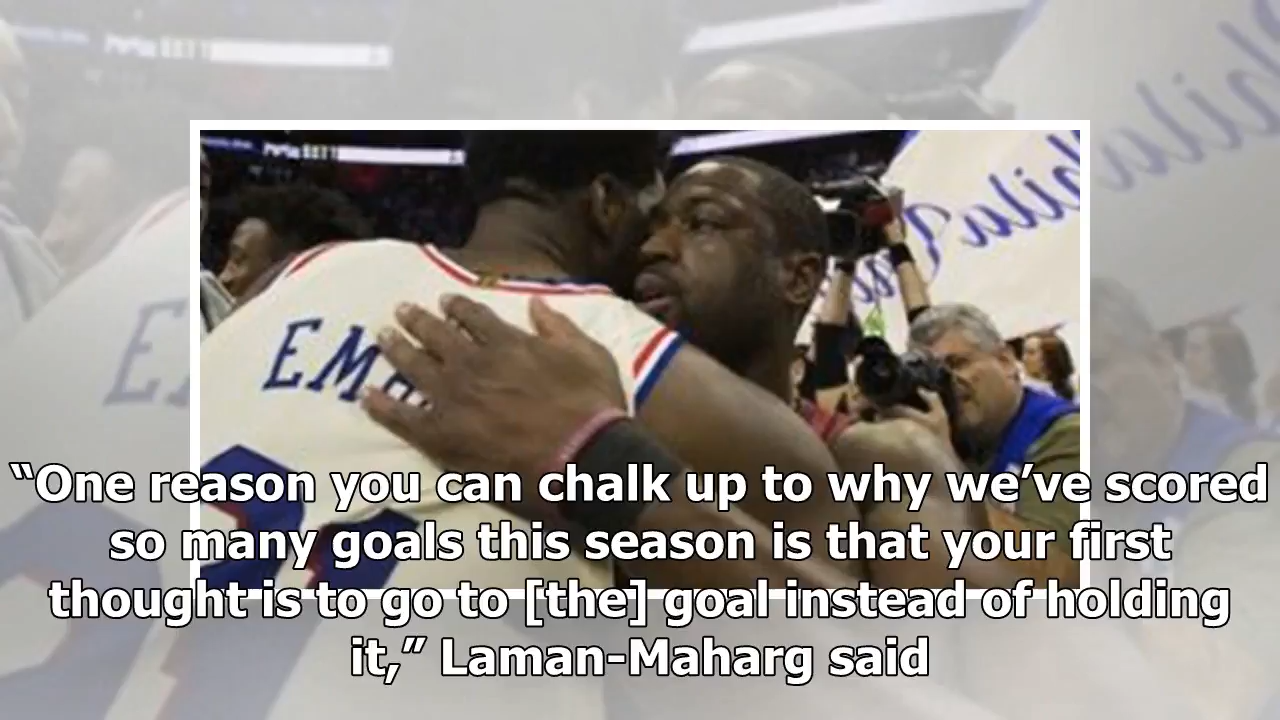 EM
“One reason you can chalk up to why we’ve scored
so many goals this season is that your first
thought is to go to [the] goal instead of holding
it,” Laman-Maharg said